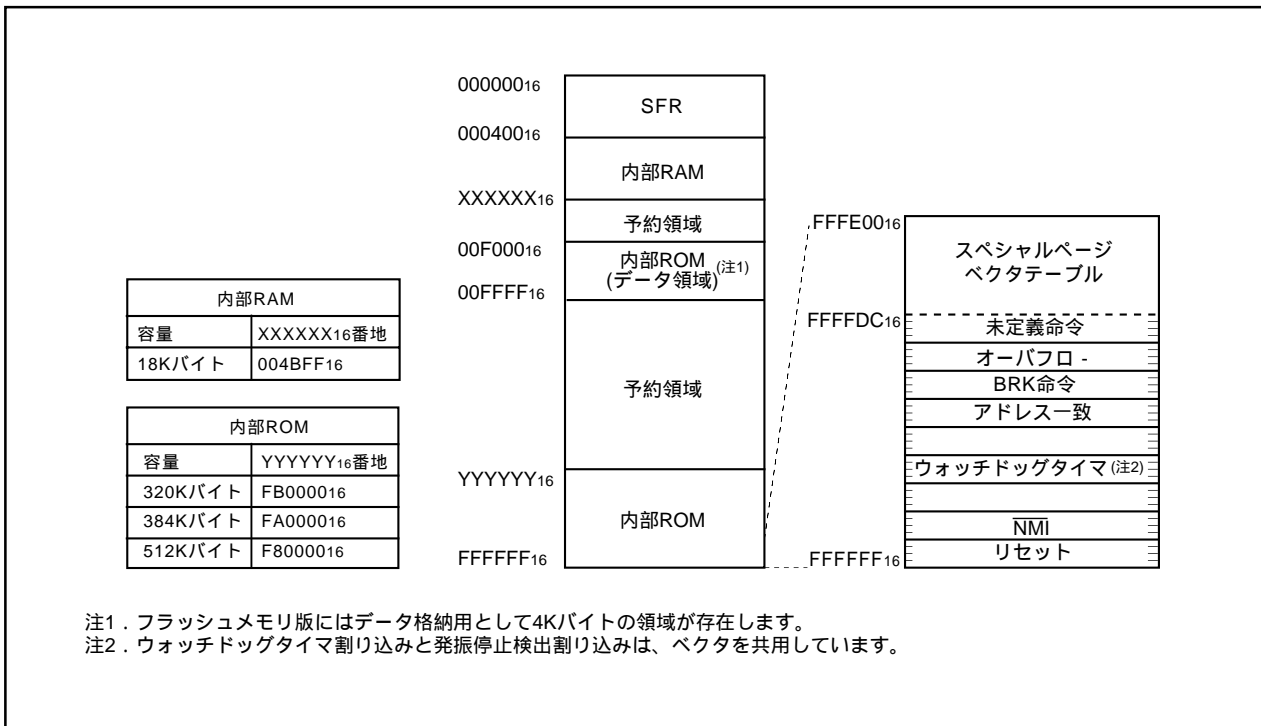 00000016
SFR
00040016
内部RAM
XXXXXX16
予約領域
00F00016
内部ROM (注1)
(データ領域)
00FFFF16
予約領域
YYYYYY16
内部ROM
FFFFFF16
内部RAM
容量 XXXXXX16番地
18Kバイト 004BFF16
内部ROM
容量 YYYYYY16番地
320Kバイト FB000016
384Kバイト FA000016
512Kバイト F8000016
FFFE0016
スペシャルページ
ベクタテーブル
FFFFDC16
未定義命令
オーバフロ -
BRK命令
アドレス一致
ウォッチドッグタイマ (注2)
NMI
リセット
FFFFFF16
注1．フラッシュメモリ版にはデータ格納用として4Kバイトの領域が存在します。
注2．ウォッチドッグタイマ割り込みと発振停止検出割り込みは、ベクタを共用しています。